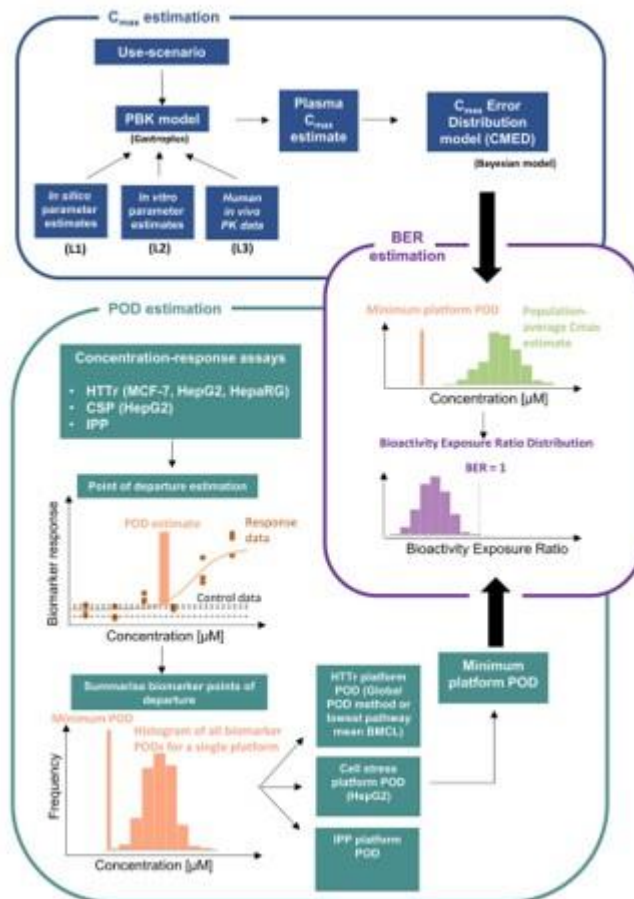 Cmax estimation
Use-scenario
PBK model
(Gastroplus)
Plasma
Cmax
estimate
Cmax Error
Distribution
model (CMED)
(Bayesian model)
In silico
parameter
estimates
(L1)
In vitro
parameter
estimates
(L2)
Human
in vivo
PK data
(L3)
BER
estimation
Minimum platform POD
Population-
average Cmax
estimate
Concentration [µM]
Bioactivity Exposure Ratio Distribution
BER = 1
Bioactivity Exposure Ratio
POD estimation
Concentration-response assays
• HTTr (MCF-7, HepG2, HepaRG)
• CSP (HepG2)
• IPP
Point of departure estimation
POD estimate
Response
data
Control data
Biomarker response
Concentration [µM]
Summarise biomarker points of
departure
Minimum POD
Histogram of all biomarker
PODs for a single platform
Frequency
Concentration [µM]
HTTr platform
POD (Global
POD method or
lowest pathway
mean BMCL)
Cell stress
platform POD
(HepG2)
IPP platform
POD
Minimum
platform POD